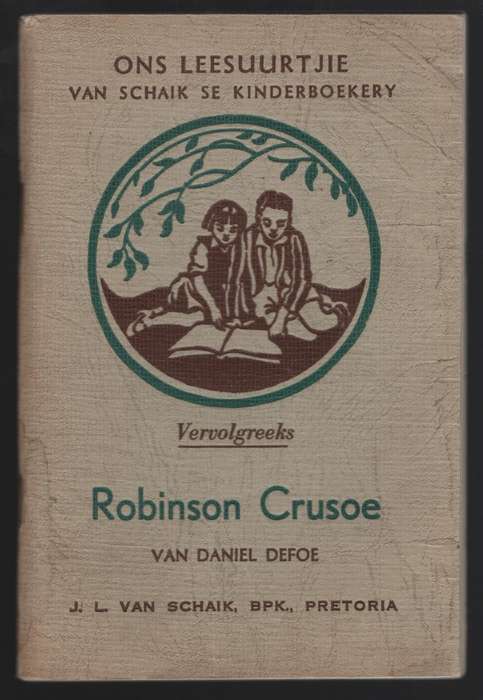 ONS LEESUURTJIE
VAN SCHAIK SE KINDERBOEKERY
Vervolgreeks
Robinson Crusoe
VAN DANIEL DEFOE
J. L. VAN SCHAIK, BPK., PRETORIA